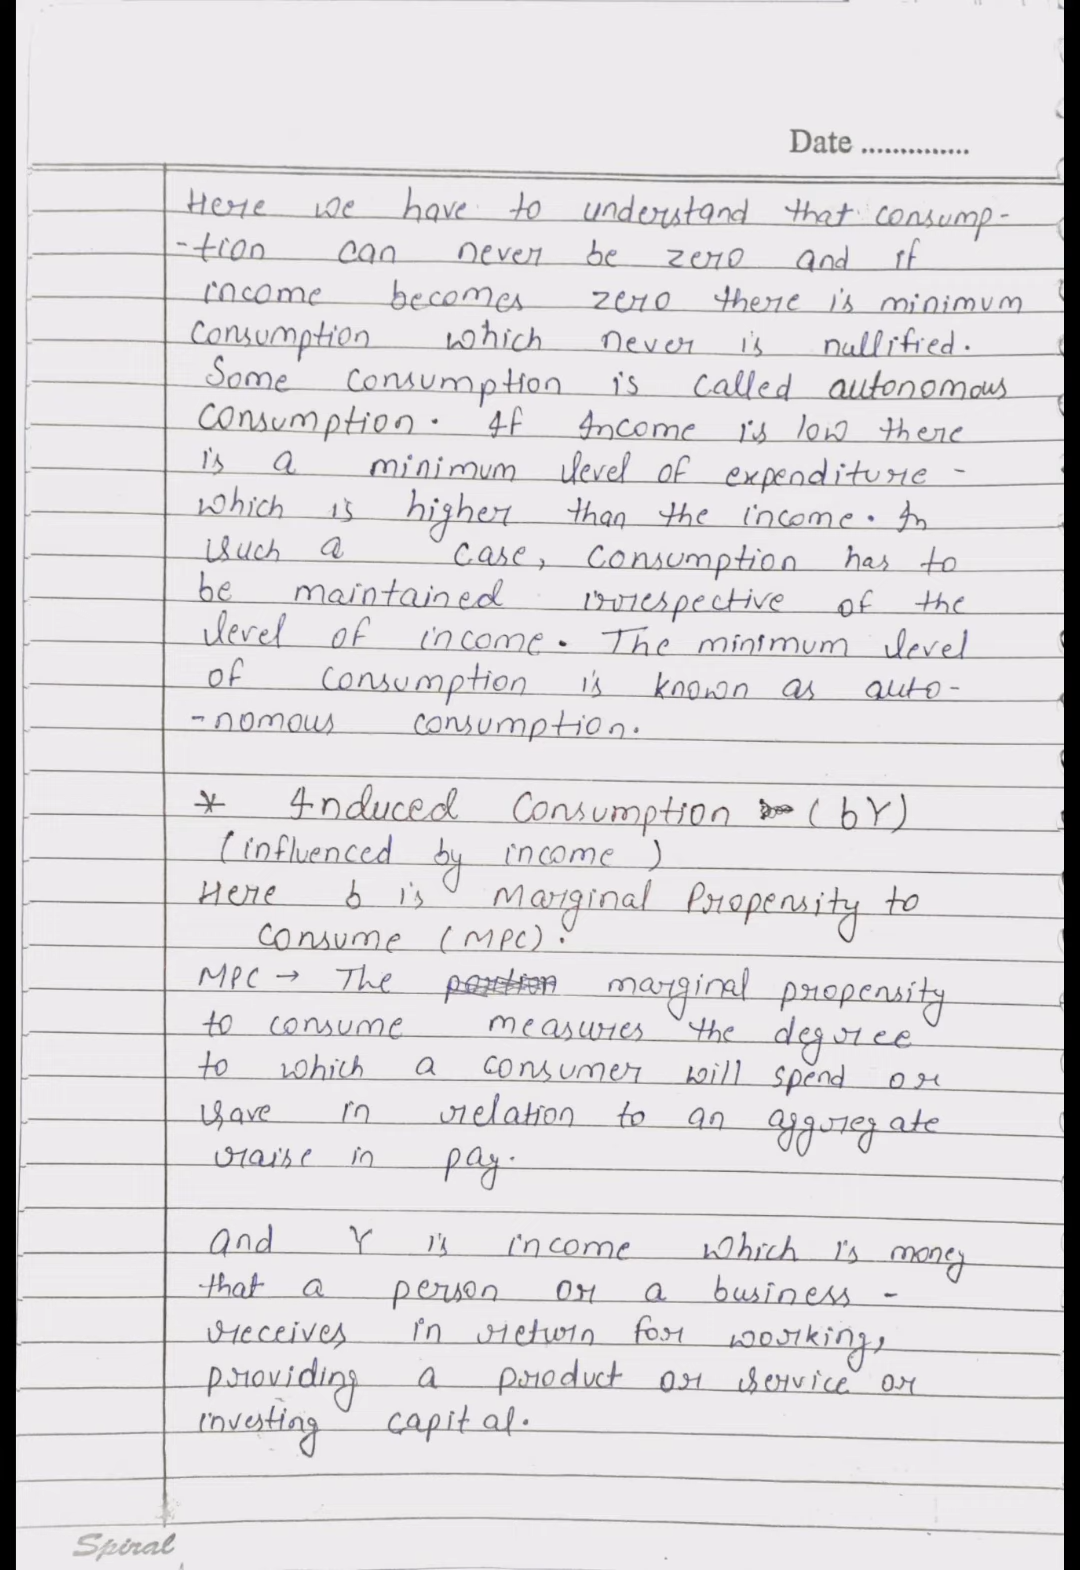 Date ..............
Here we have to understand that consump-
-tion can never be zero and if
income becomes zero there is minimum
consumption which never is nullified.
Some consumption is called autonomous
consumption. If Income is low there
is a minimum level of expenditure -
which is higher than the income. In
such a case, consumption has to
be maintained irrespective of the
level of income. The minimum level
of consumption is known as auto-
-nomous consumption.
* Induced Consumption (bY)
(influenced by income)
Here b is Marginal Propensity to
consume (MPC).
MPC → The portion marginal propensity
to consume measures the degree
to which a consumer will spend or
save in relation to an aggregate
raise in pay.
and Y is income which is money
that a person or a business -
receives in return for working,
providing a product or service or
investing capital.
Spiral